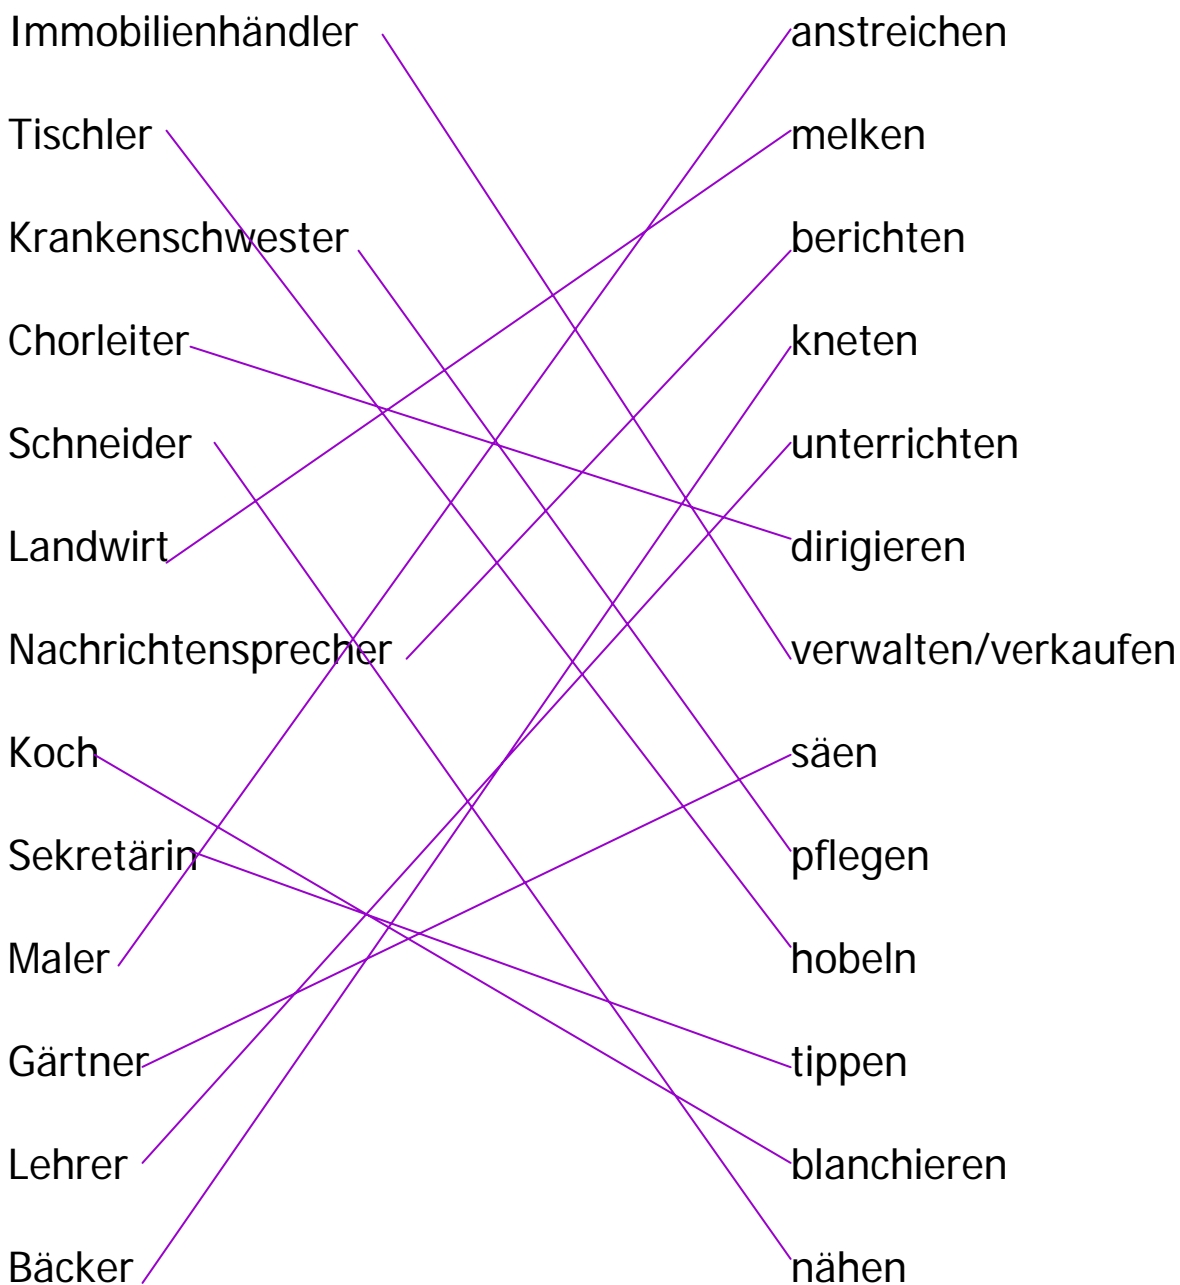 Immobilienhändler anstreichen
Tischler melken
Krankenschwester berichten
Chorleiter kneten
Schneider unterrichten
Landwirt dirigieren
Nachrichtensprecher verwalten/verkaufen
Koch säen
Sekretärin pflegen
Maler hobeln
Gärtner tippen
Lehrer blanchieren
Bäcker nähen